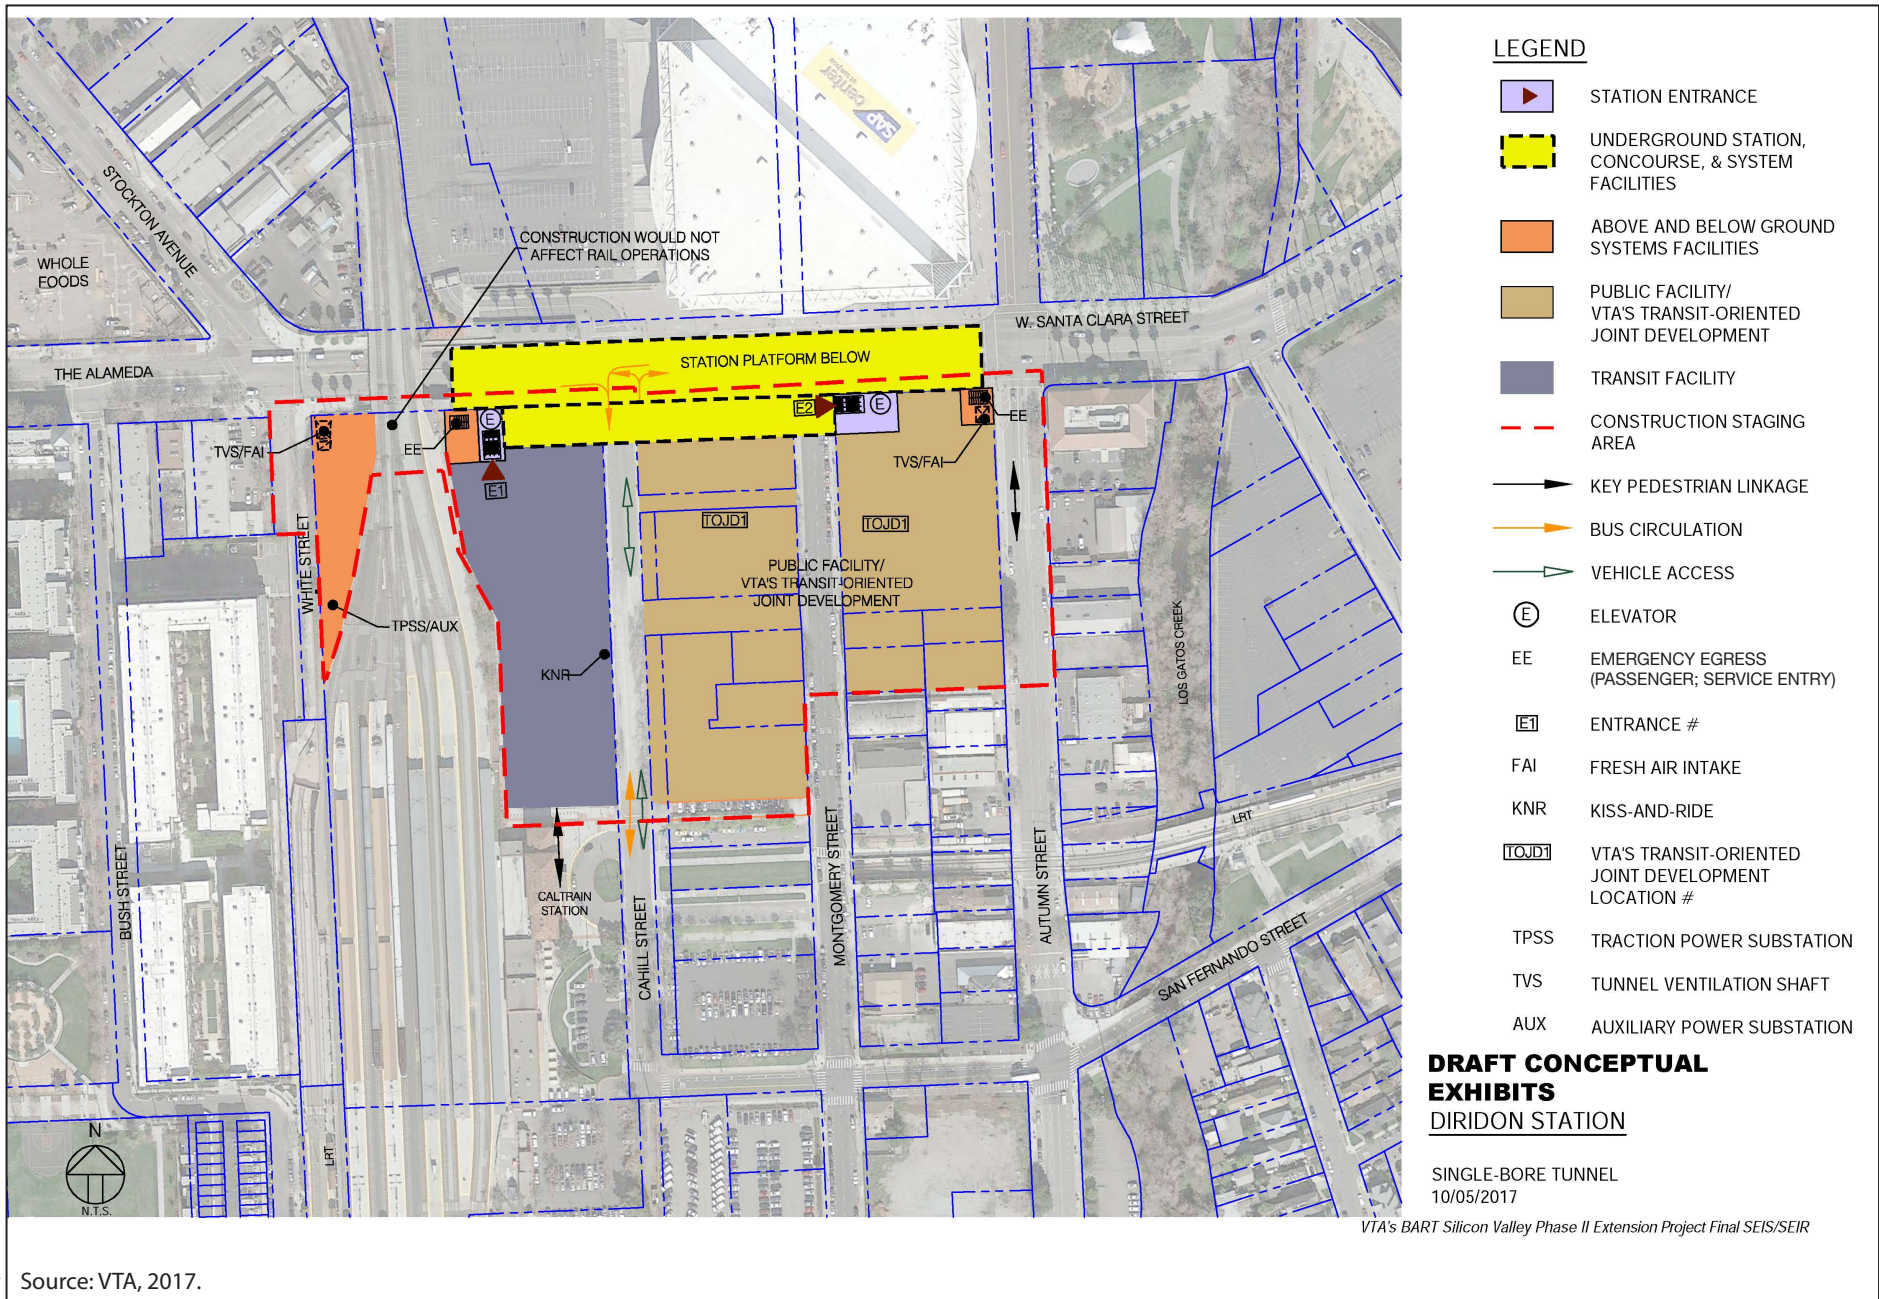 STOCKTON AVENUE
WHOLE
FOODS
CONSTRUCTION WOULD NOT
AFFECT RAIL OPERATIONS
SAP
center
W. SANTA CLARA STREET
STATION PLATFORM BELOW
THE ALAMEDA
E
E2
E
EE
TVS/FAI
EE
TVS/FAI
E1
TOJD1
TOJD1
WHITE STREET
PUBLIC FACILITY/
VTA'S TRANSIT-ORIENTED
JOINT DEVELOPMENT
TPSS/AUX
KNR
LOS GATOS CREEK
LRT
BUSH STREET
CALTRAIN
STATION
CAHILL STREET
MONTGOMERY STREET
AUTUMN STREET
SAN FERNANDO STREET
N
N.T.S.
LRT
LEGEND
STATION ENTRANCE
UNDERGROUND STATION,
CONCOURSE, & SYSTEM
FACILITIES
ABOVE AND BELOW GROUND
SYSTEMS FACILITIES
PUBLIC FACILITY/
VTA'S TRANSIT-ORIENTED
JOINT DEVELOPMENT
TRANSIT FACILITY
CONSTRUCTION STAGING
AREA
KEY PEDESTRIAN LINKAGE
BUS CIRCULATION
VEHICLE ACCESS
E ELEVATOR
EE EMERGENCY EGRESS
(PASSENGER; SERVICE ENTRY)
E1 ENTRANCE #
FAI FRESH AIR INTAKE
KNR KISS-AND-RIDE
TOJD1 VTA'S TRANSIT-ORIENTED
JOINT DEVELOPMENT
LOCATION #
TPSS TRACTION POWER SUBSTATION
TVS TUNNEL VENTILATION SHAFT
AUX AUXILIARY POWER SUBSTATION
DRAFT CONCEPTUAL
EXHIBITS
DIRIDON STATION
SINGLE-BORE TUNNEL
10/05/2017
VTA's BART Silicon Valley Phase II Extension Project Final SEIS/SEIR
Source: VTA, 2017.